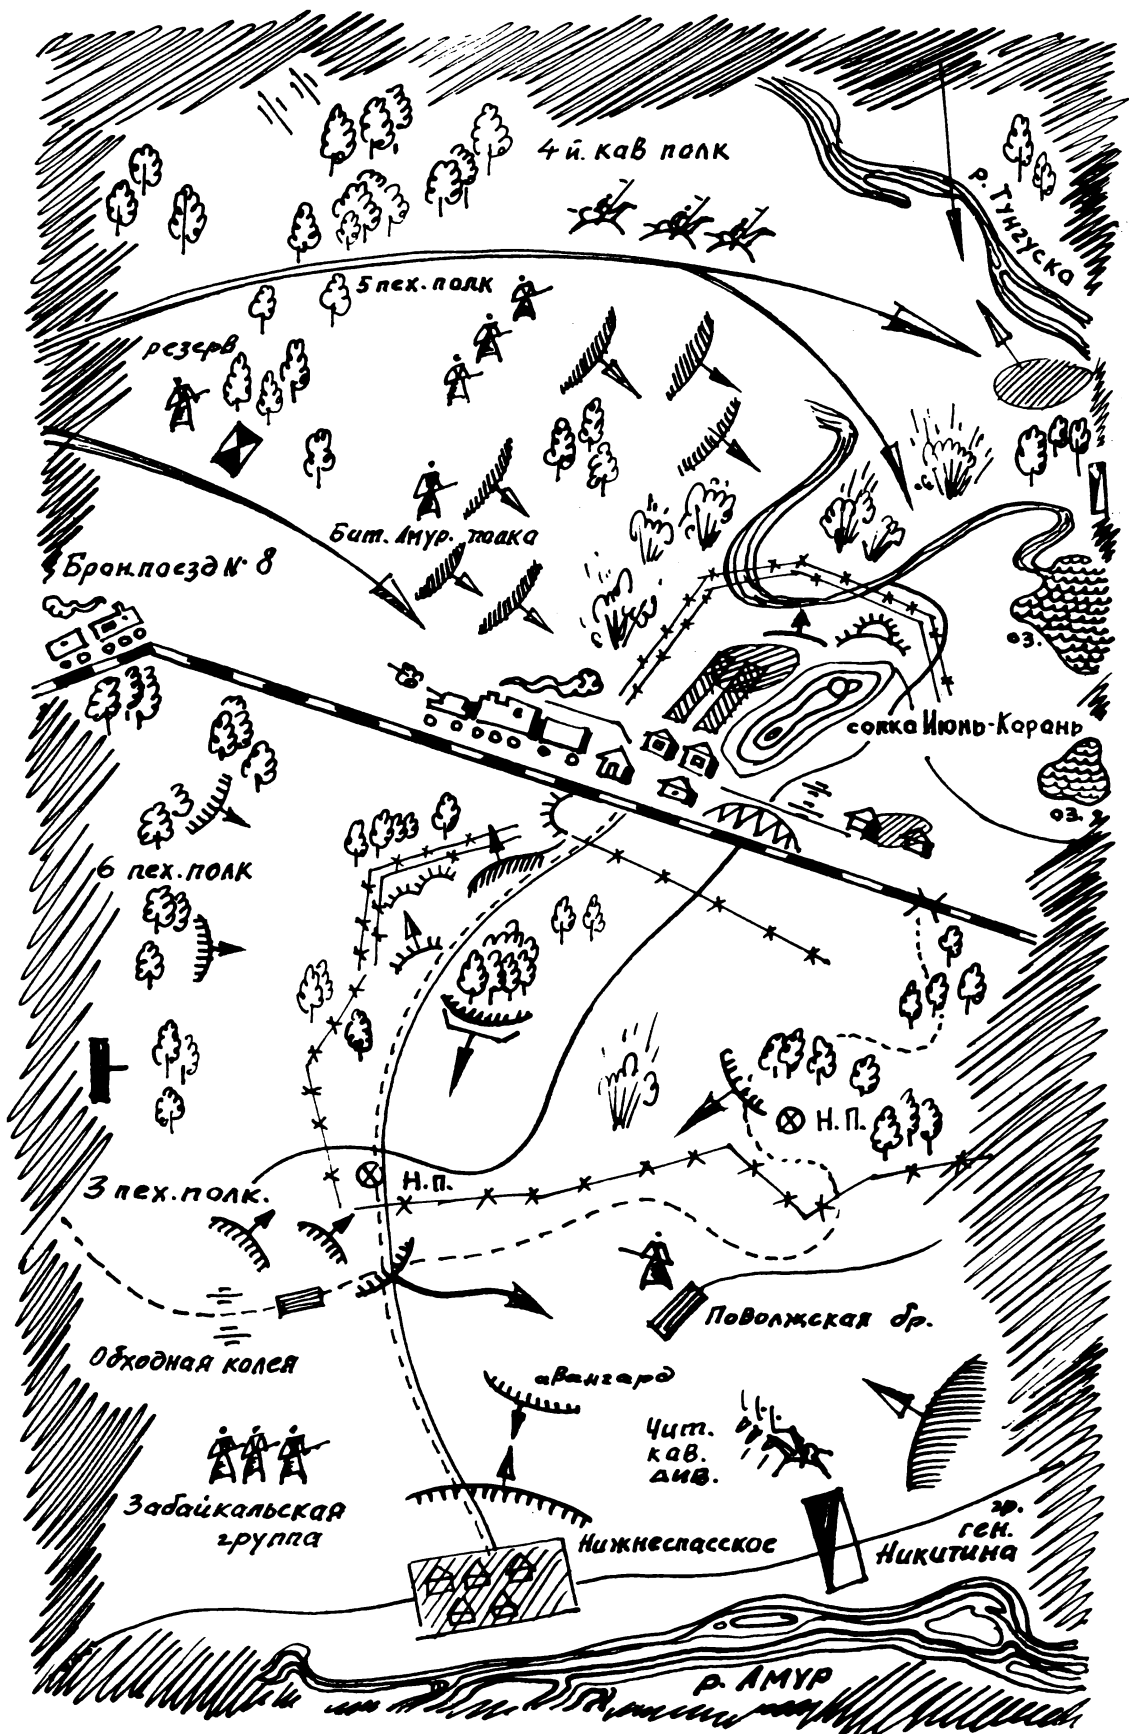 4й. кав полк
р. Тунгуска
5 пех. полк
резерв
Бат. Амур. полка
Бронпоезд № 8
оз.
сопка Июнь-Корань
оз.
6 пех. полк
Н.П.
Н.П.
3 пех. полк.
Поволжская бр.
Обходная колея
авангард
Чит.
кав.
див.
Забайкальская
группа
Нижнеспасское
гр.
ген.
Никитина
р. Амур